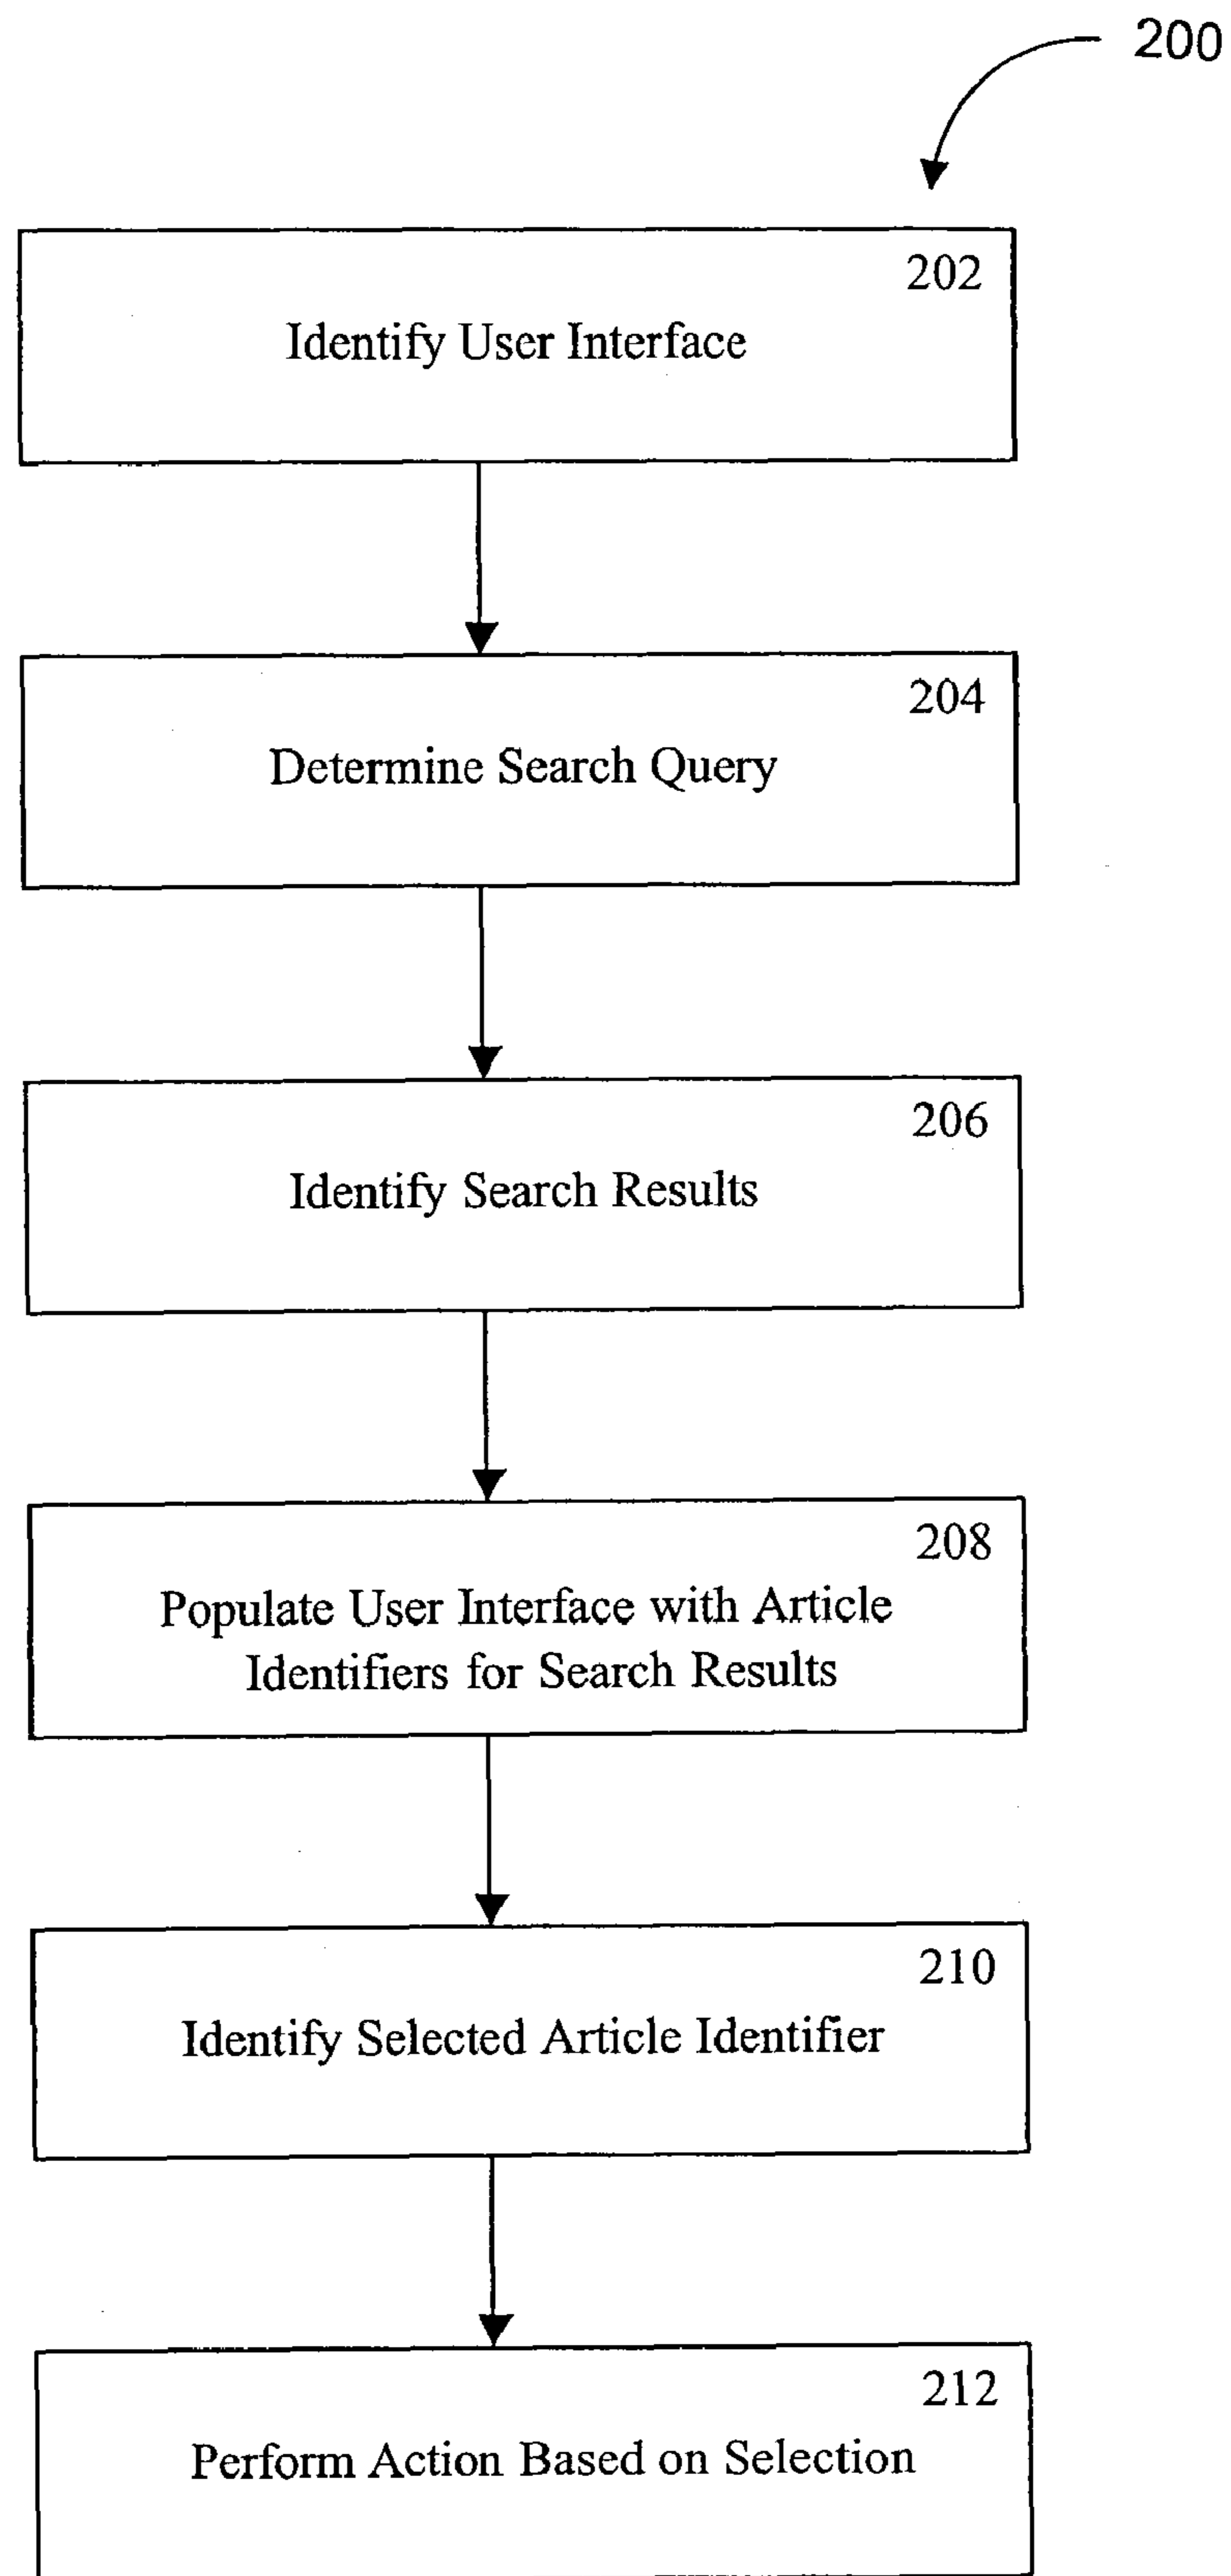 200
202
Identify User Interface
204
Determine Search Query
206
Identify Search Results
208
Populate User Interface with Article
Identifiers for Search Results
210
Identify Selected Article Identifier
212
Perform Action Based on Selection